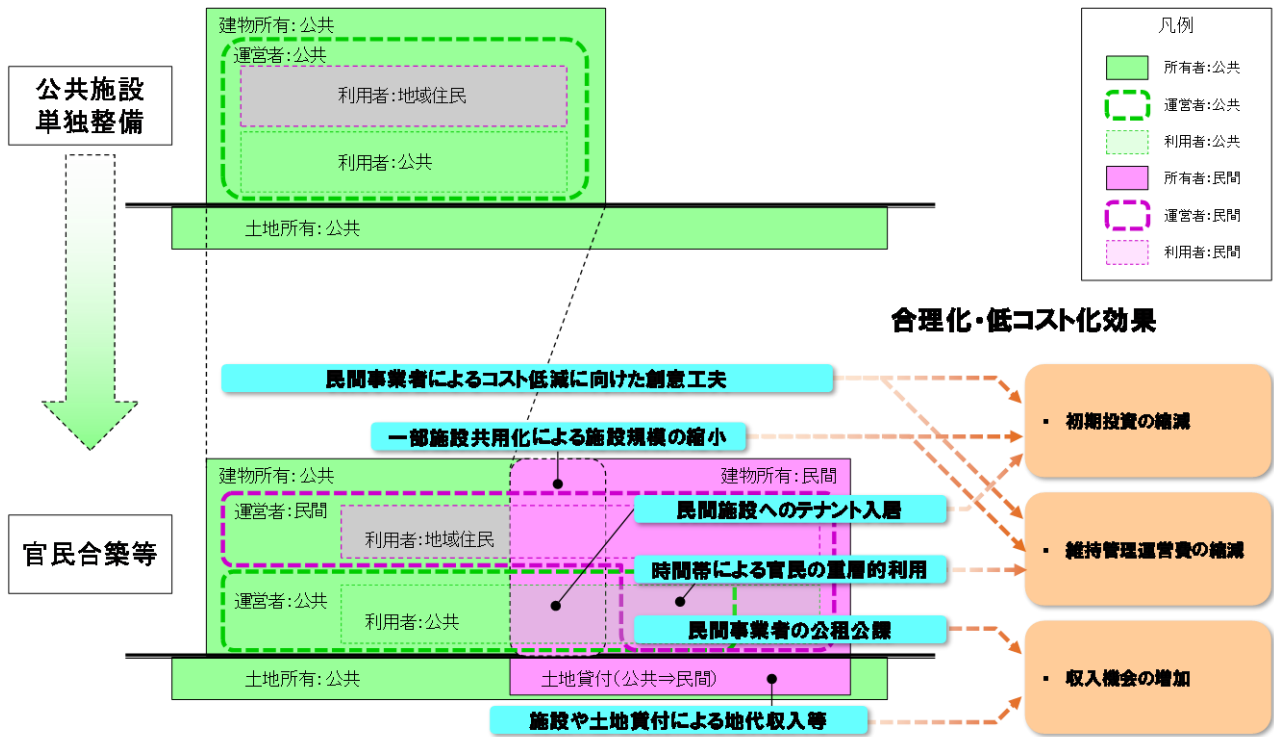 公共施設
単独整備
建物所有:公共
運営者:公共
利用者:地域住民
利用者:公共
土地所有:公共
凡例
所有者:公共
運営者:公共
利用者:公共
所有者:民間
運営者:民間
利用者:民間
合理化・低コスト化効果
民間事業者によるコスト低減に向けた創意工夫
一部施設共用化による施設規模の縮小
・ 初期投資の縮減
官民合築等
建物所有:公共
建物所有:民間
運営者:民間
民間施設へのテナント入居
利用者:地域住民
・ 維持管理運営費の縮減
時間帯による官民の重層的利用
運営者:公共
利用者:公共
民間事業者の公租公課
土地所有:公共
土地貸付(公共⇒民間)
・ 収入機会の増加
施設や土地貸付による地代収入等